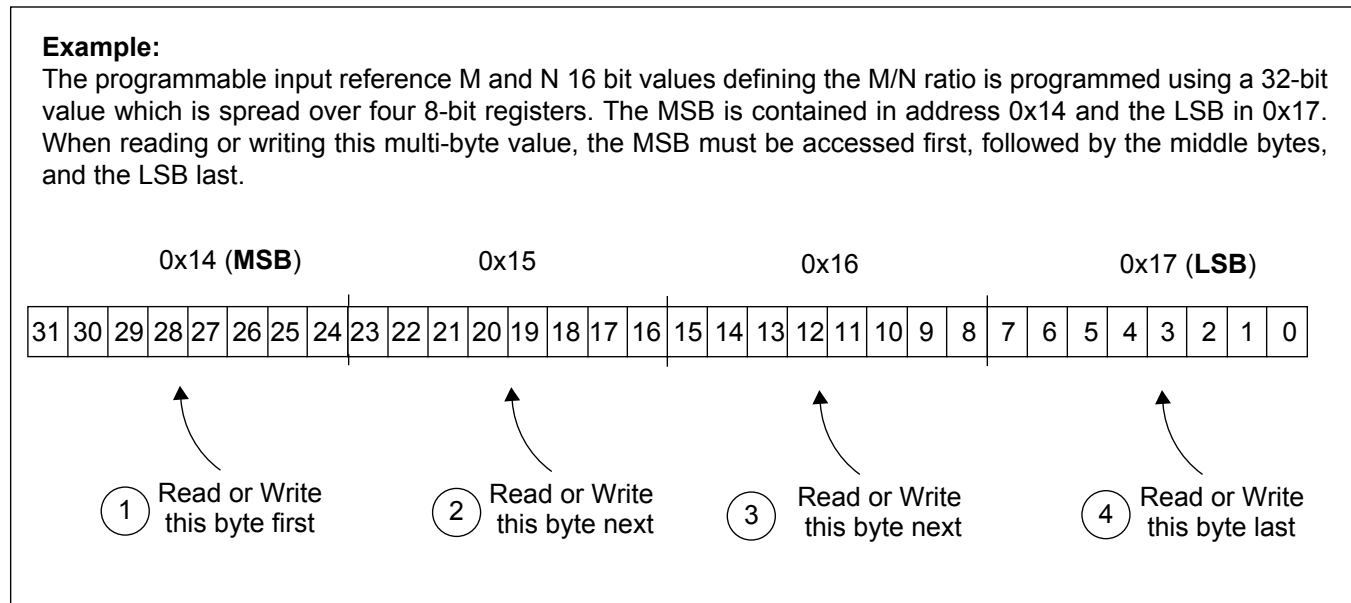 Example:
The programmable input reference M and N 16 bit values defining the M/N ratio is programmed using a 32-bit
value which is spread over four 8-bit registers. The MSB is contained in address 0x14 and the LSB in 0x17.
When reading or writing this multi-byte value, the MSB must be accessed first, followed by the middle bytes,
and the LSB last.
0x14 (MSB) 0x15 0x16 0x17 (LSB)
31 30 29 28 27 26 25 24 23 22 21 20 19 18 17 16 15 14 13 12 11 10 9 8 7 6 5 4 3 2 1 0
1 Read or Write
this byte first
2 Read or Write
this byte next
3 Read or Write
this byte next
4 Read or Write
this byte last